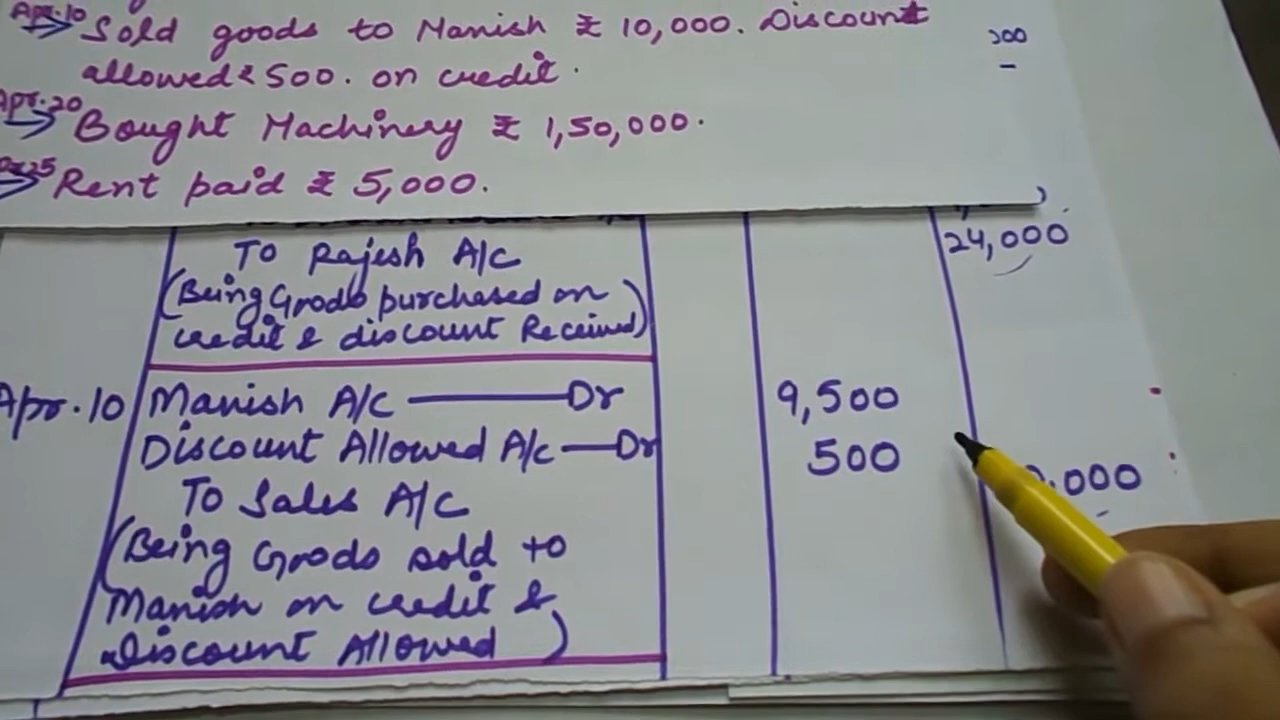 Apr.10 Sold goods to Manish ₹ 10,000. Discount
allowed ₹ 500. on credit.
Apr.20 Bought Machinery ₹ 1,50,000.
Rent paid ₹ 5,000.
To Rajesh A/c 24,000
(Being Goods purchased on
credit & discount Received)
Apr.10 Manish A/c Dr 9,500
Discount Allowed A/c Dr 500
To Sales A/c
(Being Goods sold to
Manish on credit &
Discount Allowed)